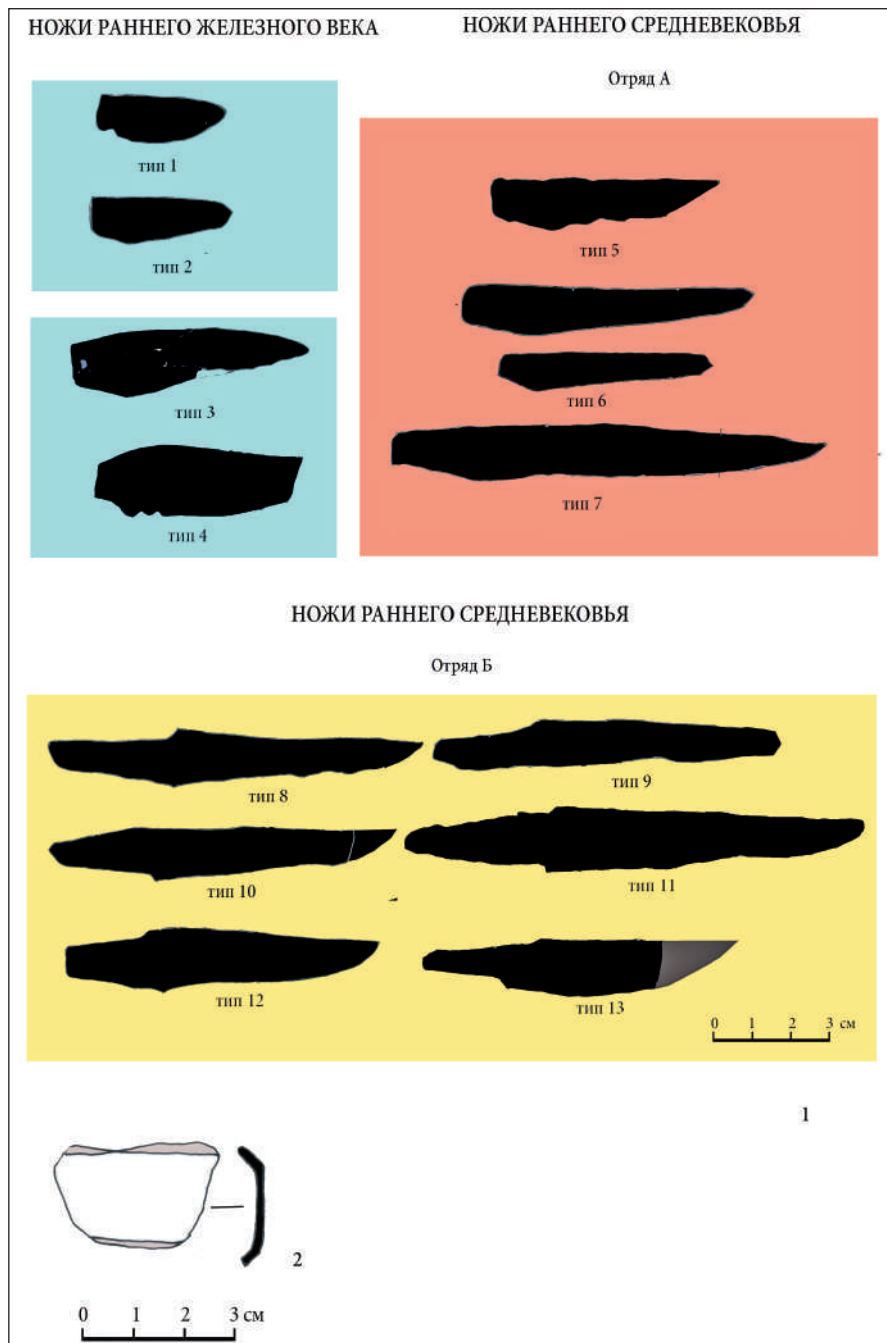 НОЖИ РАННЕГО ЖЕЛЕЗНОГО ВЕКА
тип 1
тип 2
тип 3
тип 4
НОЖИ РАННЕГО СРЕДНЕВЕКОВЬЯ
Отряд А
тип 5
тип 6
тип 7
НОЖИ РАННЕГО СРЕДНЕВЕКОВЬЯ
Отряд Б
тип 8
тип 9
тип 10
тип 11
тип 12
тип 13
0 1 2 3 см
1
2
0 1 2 3 см